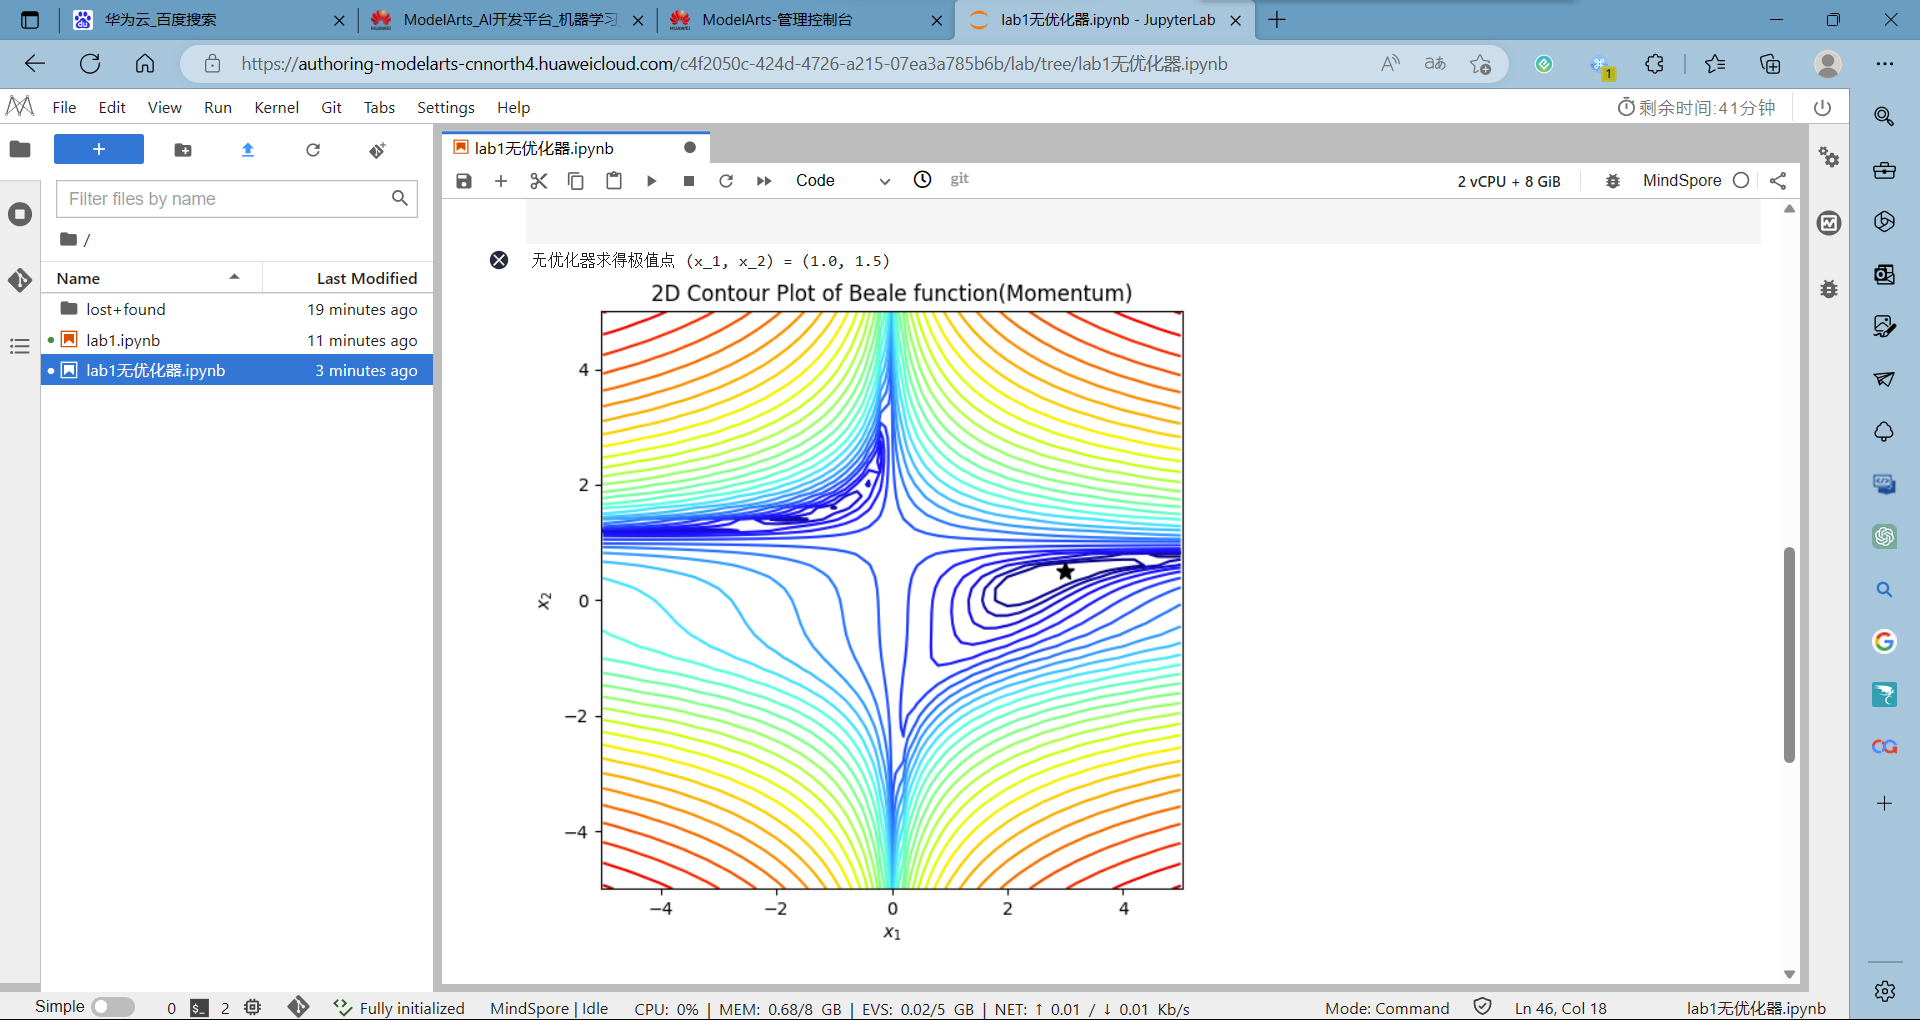 华为云_百度搜索
ModelArts_AI开发平台_机器学习
ModelArts-管理控制台
lab1无优化器.ipynb - JupyterLab
https://authoring-modelarts-cnnorth4.huaweicloud.com/c4f2050c-424d-4726-a215-07ea3a785b6b/lab/tree/lab1无优化器.ipynb
1
File Edit View Run Kernel Git Tabs Settings Help
剩余时间:41分钟
lab1无优化器.ipynb
Code
git
2 vCPU + 8 GiB
MindSpore
Filter files by name
/
Name Last Modified
lost+found 19 minutes ago
lab1.ipynb 11 minutes ago
lab1无优化器.ipynb 3 minutes ago
无优化器求得极值点 (x_1, x_2) = (1.0, 1.5)
2D Contour Plot of Beale function(Momentum)
4
2
0
−2
−4
x₂
−4 −2 0 2 4
x₁
Simple 0 2 Fully initialized MindSpore | Idle CPU: 0% | MEM: 0.68/8 GB | EVS: 0.02/5 GB | NET: ↑ 0.01 / ↓ 0.01 Kb/s Mode: Command Ln 46, Col 18 lab1无优化器.ipynb